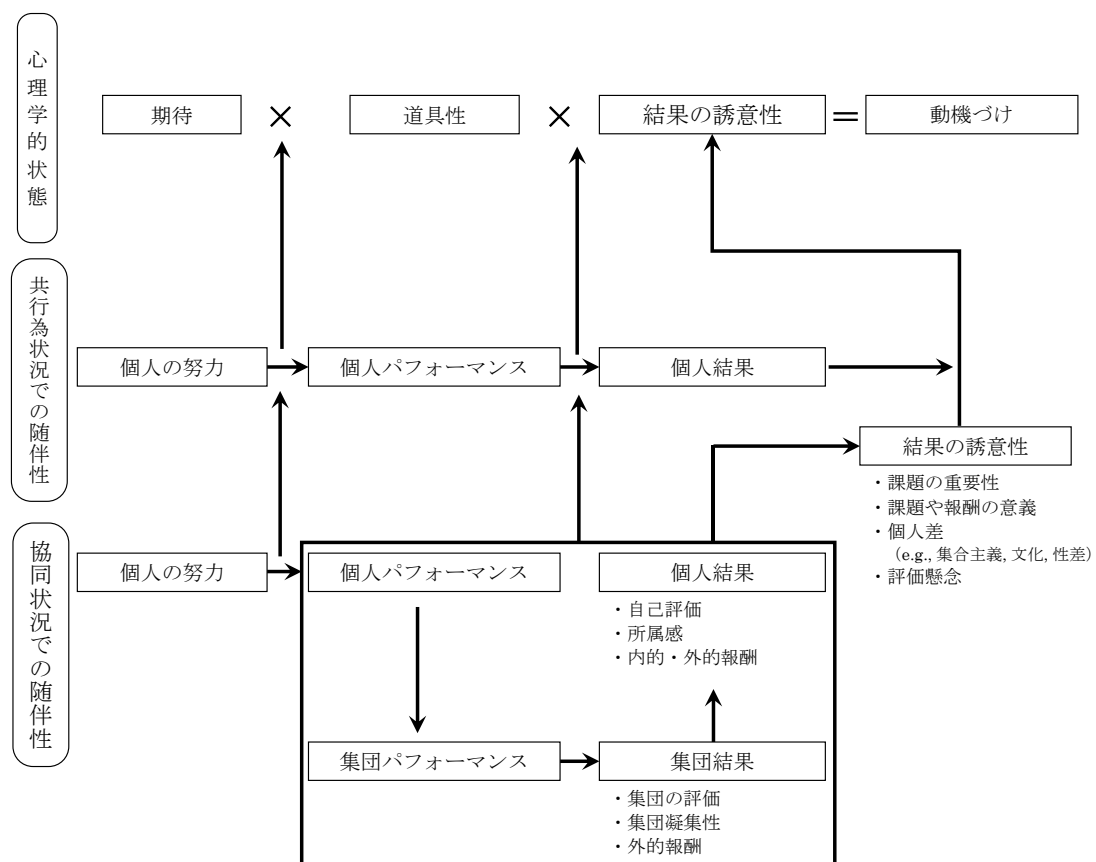 心理学的状態
期待
×
道具性
×
結果の誘意性
=
動機づけ
共行為状況での随伴性
個人の努力
個人パフォーマンス
個人結果
結果の誘意性
・課題の重要性
・課題や報酬の意義
・個人差
(e.g., 集合主義, 文化, 性差)
・評価懸念
協同状況での随伴性
個人の努力
個人パフォーマンス
個人結果
・自己評価
・所属感
・内的・外的報酬
集団パフォーマンス
集団結果
・集団の評価
・集団凝集性
・外的報酬